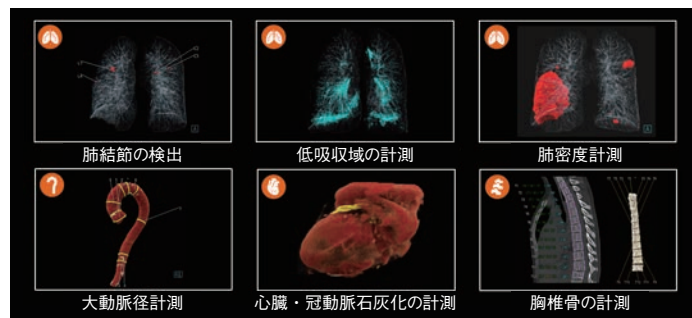 肺結節の検出
低吸収域の計測
肺密度計測
大動脈径計測
心臓・冠動脈石灰化の計測
胸椎骨の計測